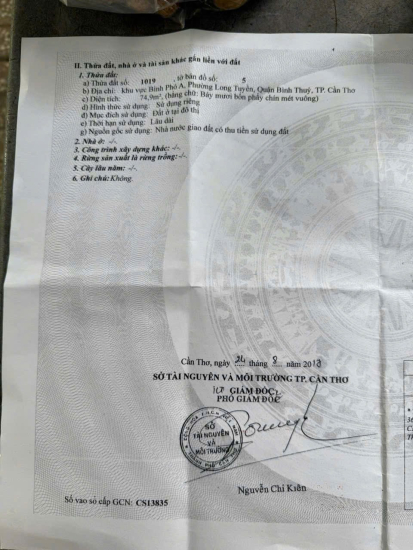 II. Thửa đất, nhà ở và tài sản khác gắn liền với đất
1. Thửa đất:
a) Thửa đất số: 1019 , tờ bản đồ số: 5
b) Địa chỉ: khu vực Bình Phó A, Phường Long Tuyền, Quận Bình Thuỷ, TP. Cần Thơ
c) Diện tích: 74,9m², (bằng chữ: Bảy mươi bốn phẩy chín mét vuông)
d) Hình thức sử dụng: Sử dụng riêng
đ) Mục đích sử dụng: Đất ở tại đô thị
e) Thời hạn sử dụng: Lâu dài
g) Nguồn gốc sử dụng: Nhà nước giao đất có thu tiền sử dụng đất
2. Nhà ở: -/-
3. Công trình xây dựng khác: -/-
4. Rừng sản xuất là rừng trồng: -/-
5. Cây lâu năm: -/-
6. Ghi chú: Không.
Cần Thơ, ngày 24 tháng 8 năm 2018
SỞ TÀI NGUYÊN VÀ MÔI TRƯỜNG TP. CẦN THƠ
GIÁM ĐỐC
PHÓ GIÁM ĐỐC
SỞ
TÀI NGUYÊN
VÀ
MÔI TRƯỜNG
Nguyễn Chí Kiên
Số vào sổ cấp GCN: CS13835